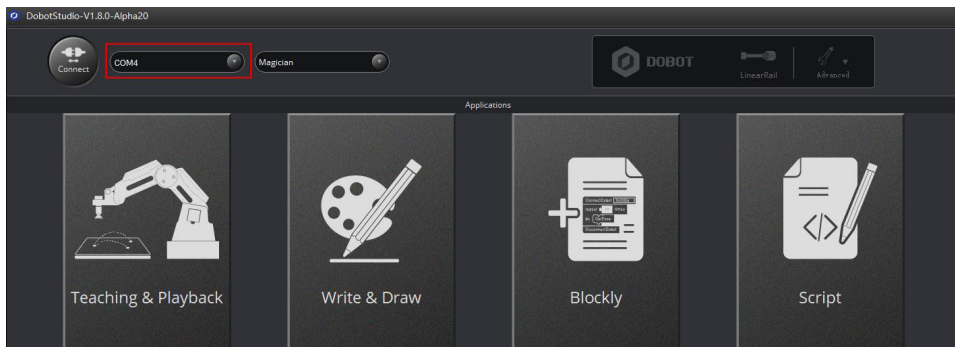 DobotStudio-V1.8.0-Alpha20
Connect
COM4
Magician
DOBOT
LinearRail
Advanced
Applications
Teaching & Playback
Write & Draw
Blockly
Script